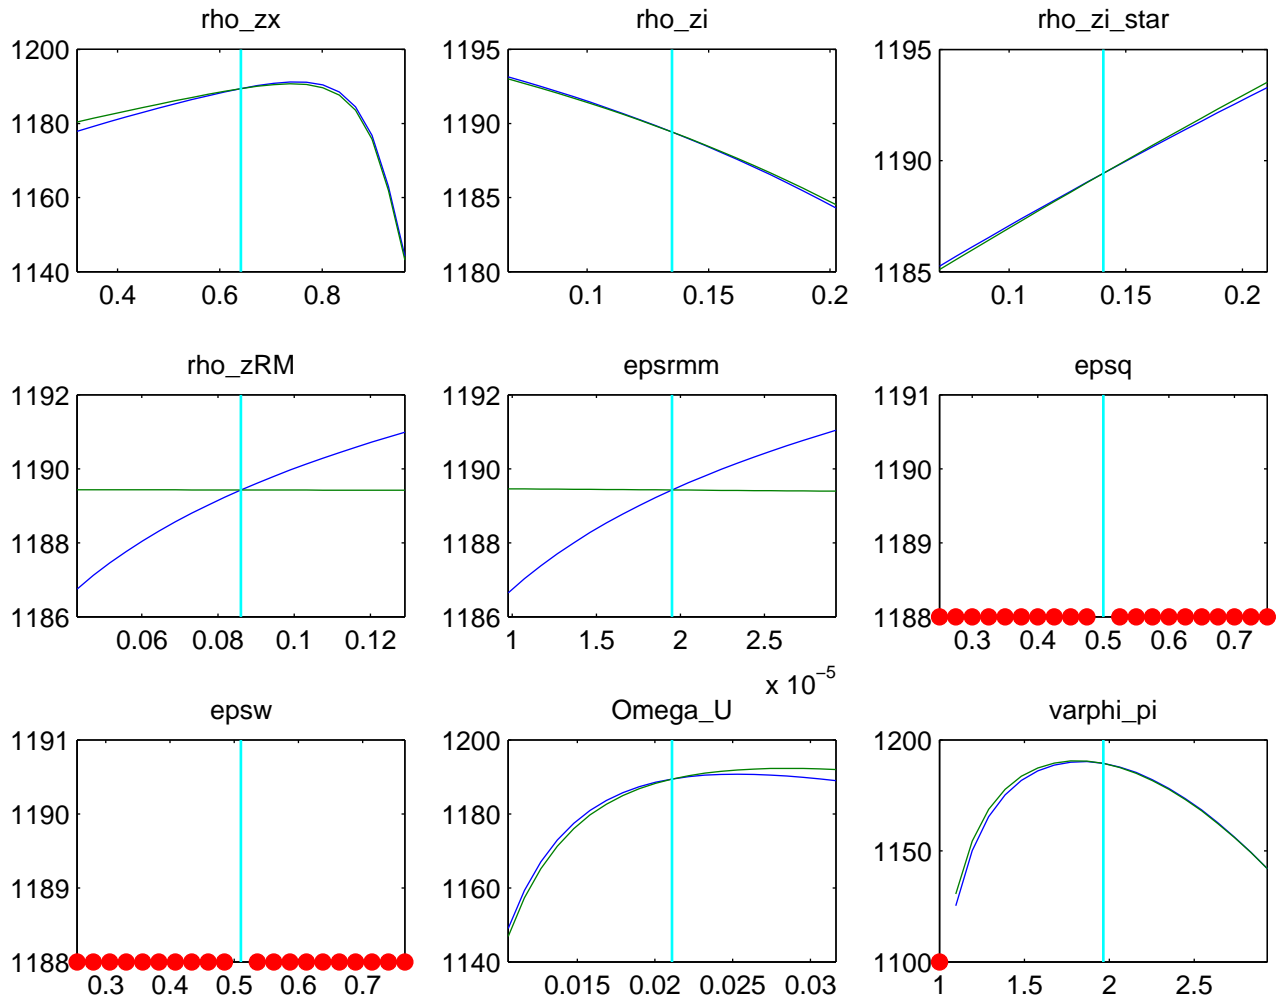 rho_zx
rho_zi
rho_zi_star
1200
1180
1160
1140
0.4 0.6 0.8
1195
1190
1185
1180
0.1 0.15 0.2
1195
1190
1185
0.1 0.15 0.2
rho_zRM
epsrmm
epsq
1192
1190
1188
1186
0.06 0.08 0.1 0.12
1192
1190
1188
1186
1 1.5 2 2.5
x 10−5
1191
1190
1189
1188
0.3 0.4 0.5 0.6 0.7
epsw
Omega_U
varphi_pi
1191
1190
1189
1188
0.3 0.4 0.5 0.6 0.7
1200
1180
1160
1140
0.015 0.02 0.025 0.03
1200
1150
1100
1 1.5 2 2.5